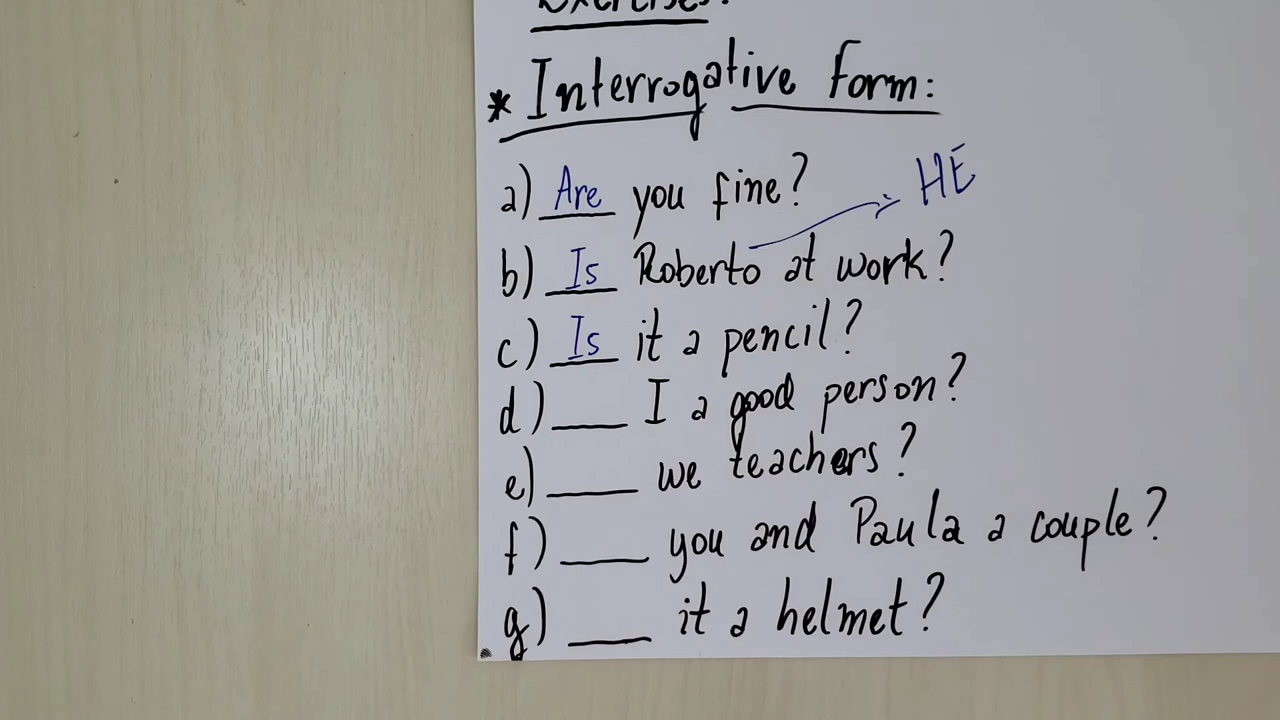 Exercises:
* Interrogative form:
a) Are you fine?
HE
b) Is Roberto at work?
c) Is it a pencil?
d) ___ I a good person?
e) ___ we teachers?
f) ___ you and Paula a couple?
g) ___ it a helmet?